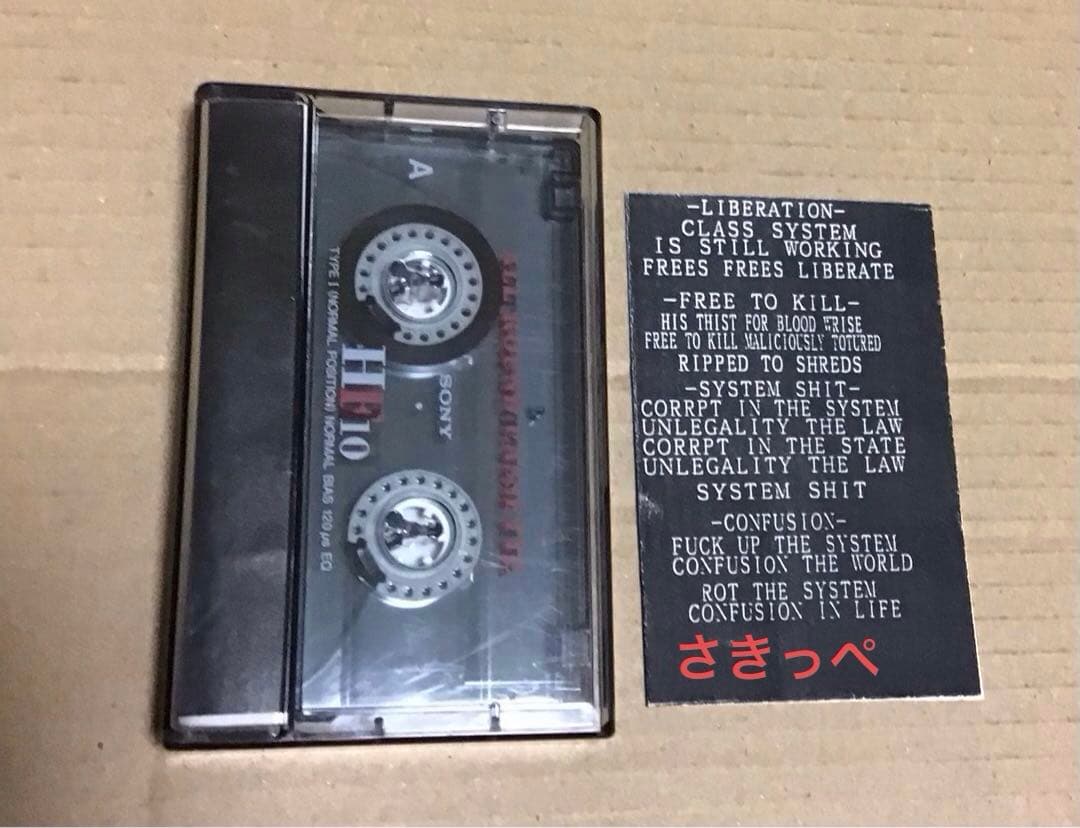 A
TYPE I (NORMAL POSITION) NORMAL BIAS 120μs EQ
HF10
SONY
-LIBERATION-
CLASS SYSTEM
IS STILL WORKING
FREES FREES LIBERATE
-FREE TO KILL-
HIS THIST FOR BLOOD WRISE
FREE TO KILL MALICIOUSLY TOTURED
RIPPED TO SHREDS
-SYSTEM SHIT-
CORRPT IN THE SYSTEM
UNLEGALITY THE LAW
CORRPT IN THE STATE
UNLEGALITY THE LAW
SYSTEM SHIT
-CONFUSION-
FUCK UP THE SYSTEM
CONFUSION THE WORLD
ROT THE SYSTEM
CONFUSION IN LIFE
さきっぺ